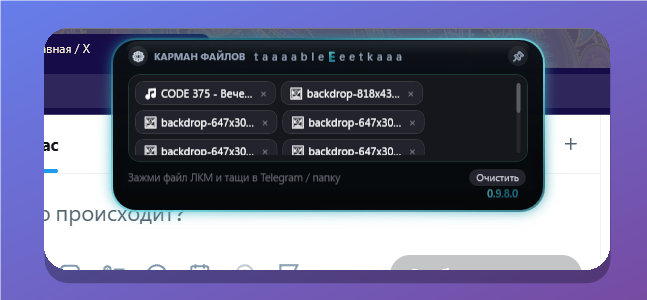 авная / X
КАРМАН ФАЙЛОВ taaaableEeetkaaa
CODE 375 - Вече... ×
backdrop-818x43... ×
backdrop-647x30... ×
backdrop-647x30... ×
backdrop-647x30... ×
backdrop-647x30... ×
ас
+
Зажми файл ЛКМ и тащи в Telegram / папку
Очистить
0.9.8.0
о происходит?